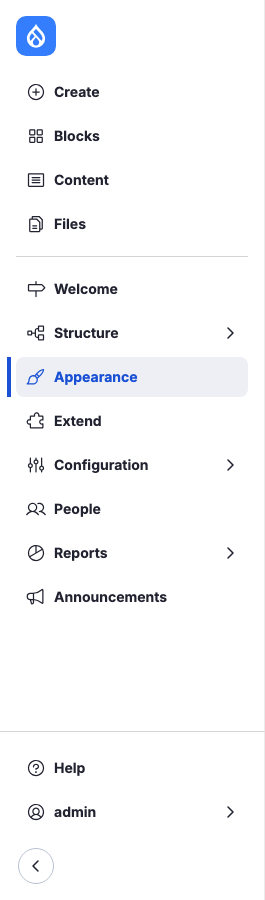 Create
Blocks
Content
Files
Welcome
Structure
Appearance
Extend
Configuration
People
Reports
Announcements
Help
admin